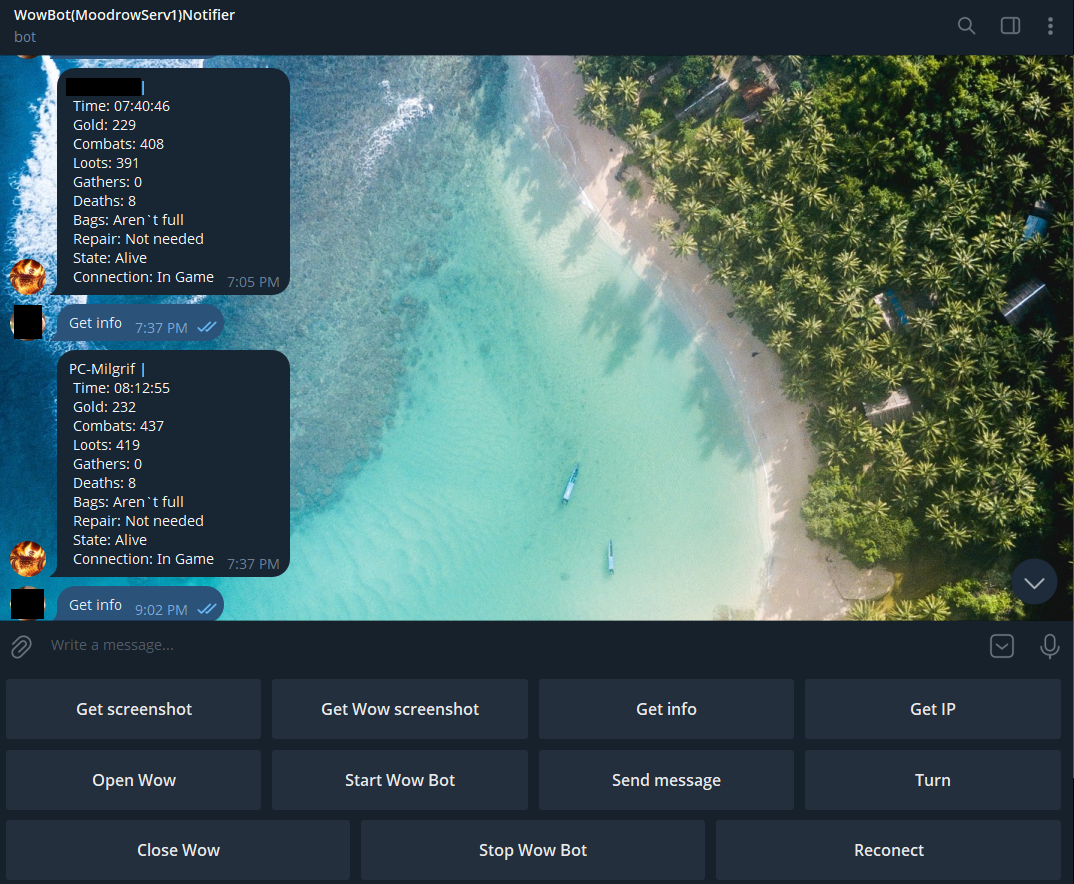 WowBot(MoodrowServ1)Notifier
bot
|
Time: 07:40:46
Gold: 229
Combats: 408
Loots: 391
Gathers: 0
Deaths: 8
Bags: Aren`t full
Repair: Not needed
State: Alive
Connection: In Game 7:05 PM
Get info 7:37 PM
PC-Milgrif |
Time: 08:12:55
Gold: 232
Combats: 437
Loots: 419
Gathers: 0
Deaths: 8
Bags: Aren`t full
Repair: Not needed
State: Alive
Connection: In Game 7:37 PM
Get info 9:02 PM
Write a message...
Get screenshot
Get Wow screenshot
Get info
Get IP
Open Wow
Start Wow Bot
Send message
Turn
Close Wow
Stop Wow Bot
Reconect